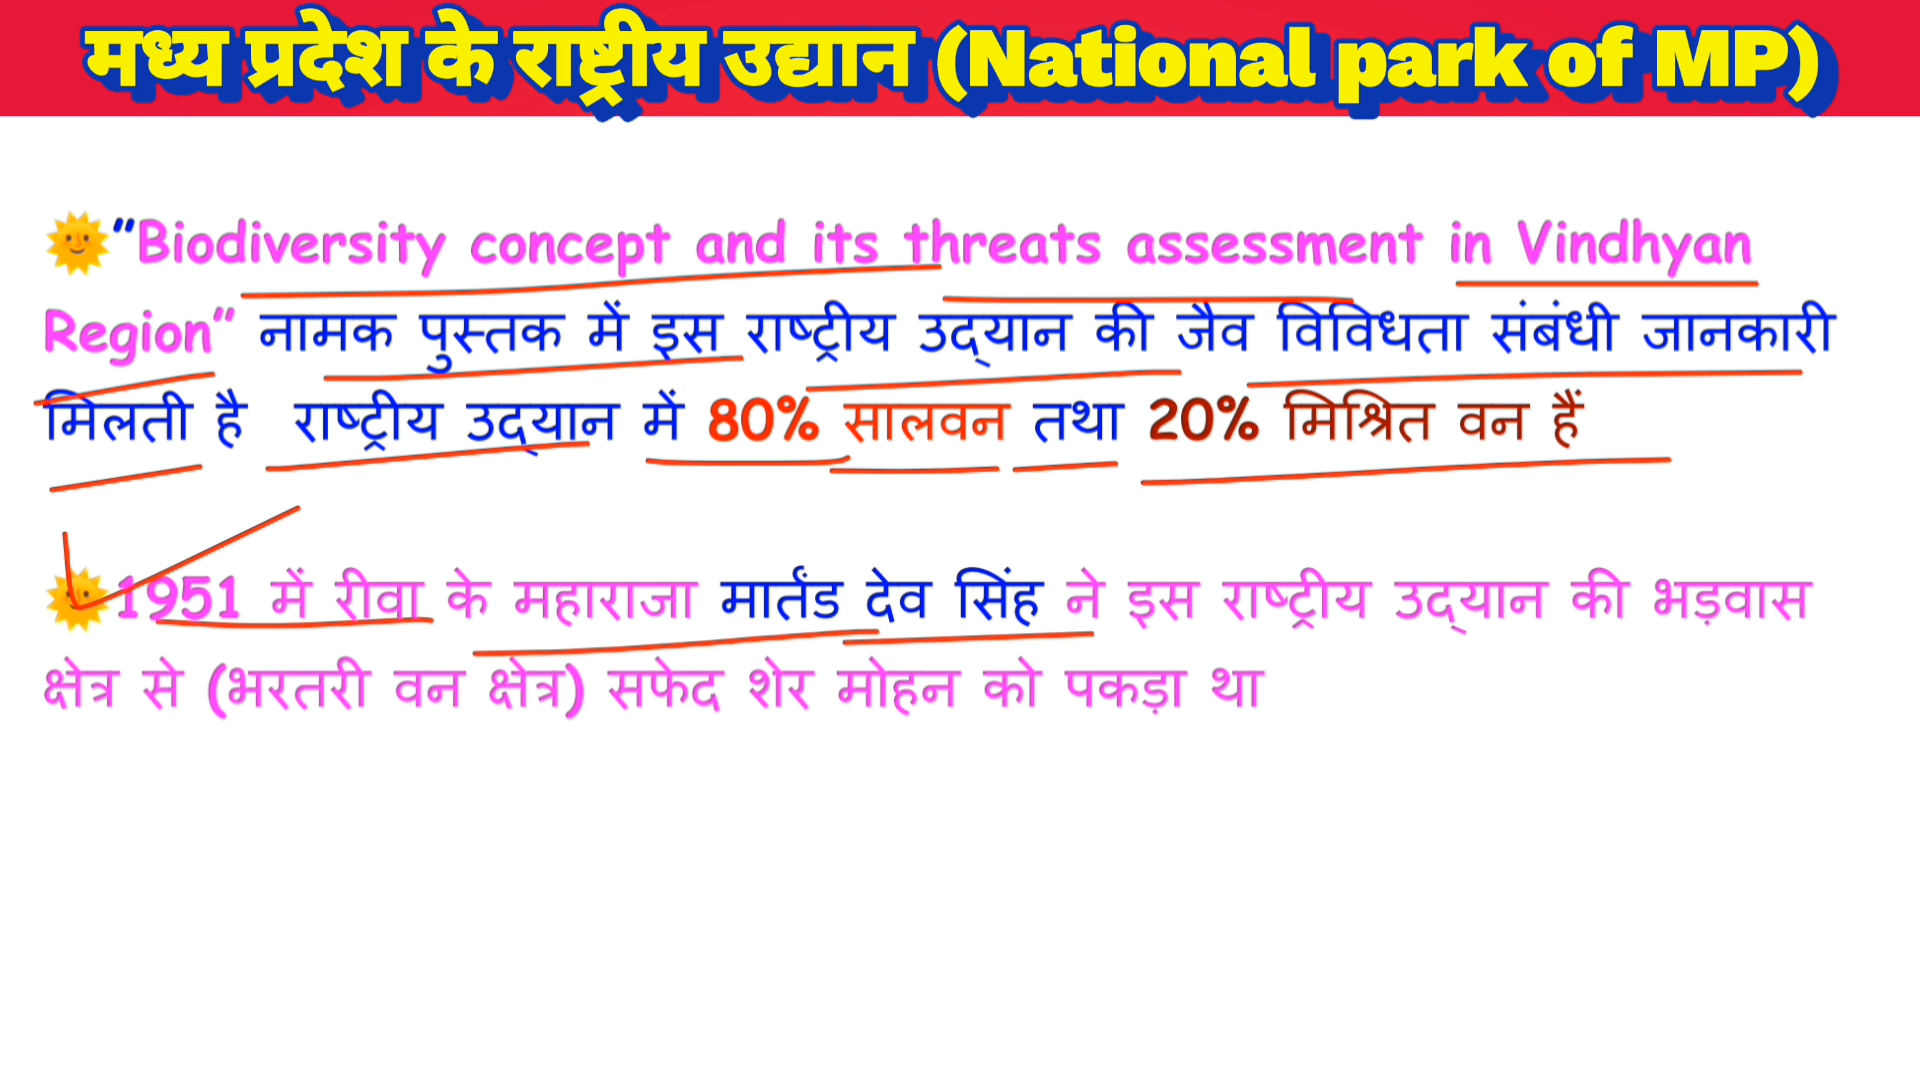 मध्य प्रदेश के राष्ट्रीय उद्यान (National park of MP)
🌞"Biodiversity concept and its threats assessment in Vindhyan
Region" नामक पुस्तक में इस राष्ट्रीय उद्यान की जैव विविधता संबंधी जानकारी
मिलती है राष्ट्रीय उद्यान में 80% सालवन तथा 20% मिश्रित वन हैं
🌞1951 में रीवा के महाराजा मार्तंड देव सिंह ने इस राष्ट्रीय उद्यान की भड़वास
क्षेत्र से (भरतरी वन क्षेत्र) सफेद शेर मोहन को पकड़ा था